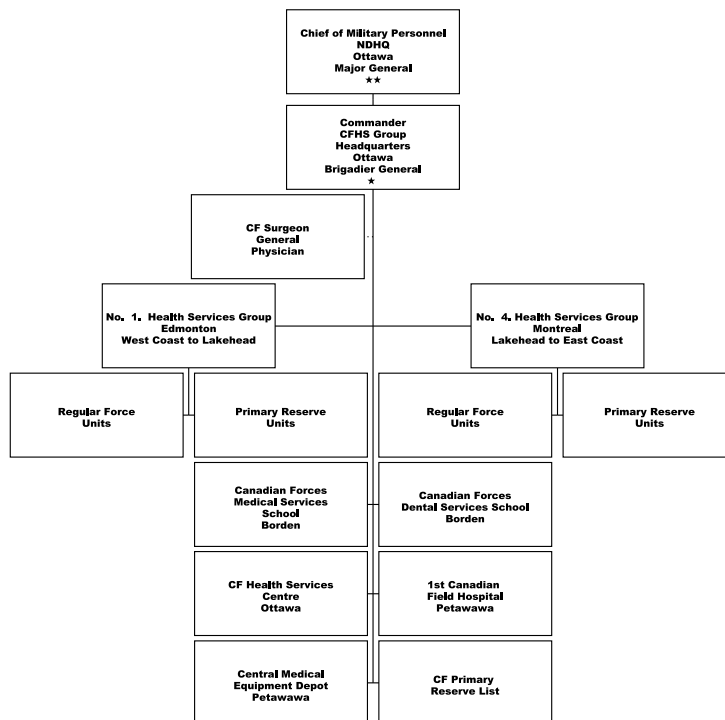 Chief of Military Personnel
NDHQ
Ottawa
Major General
★★
Commander
CFHS Group
Headquarters
Ottawa
Brigadier General
★
CF Surgeon
General
Physician
No. 1. Health Services Group
Edmonton
West Coast to Lakehead
No. 4. Health Services Group
Montreal
Lakehead to East Coast
Regular Force
Units
Primary Reserve
Units
Regular Force
Units
Primary Reserve
Units
Canadian Forces
Medical Services
School
Borden
Canadian Forces
Dental Services School
Borden
CF Health Services
Centre
Ottawa
1st Canadian
Field Hospital
Petawawa
Central Medical
Equipment Depot
Petawawa
CF Primary
Reserve List